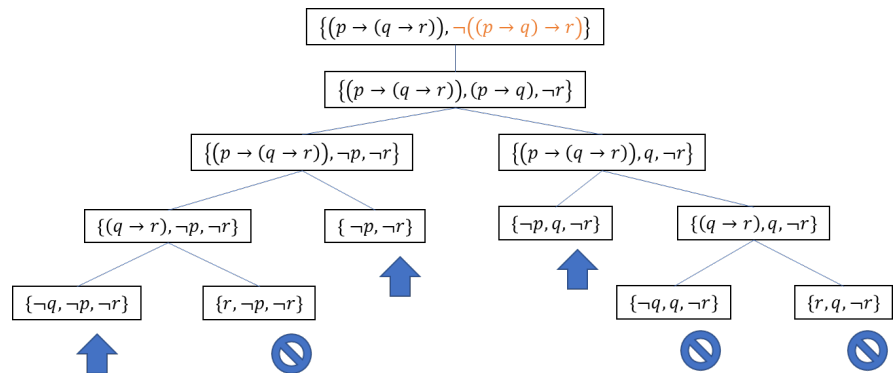 {(p → (q → r)), ¬((p → q) → r)}
{(p → (q → r)), (p → q), ¬r}
{(p → (q → r)), ¬p, ¬r}
{(p → (q → r)), q, ¬r}
{(q → r), ¬p, ¬r}
{ ¬p, ¬r}
{¬p, q, ¬r}
{(q → r), q, ¬r}
{¬q, ¬p, ¬r}
{r, ¬p, ¬r}
{¬q, q, ¬r}
{r, q, ¬r}